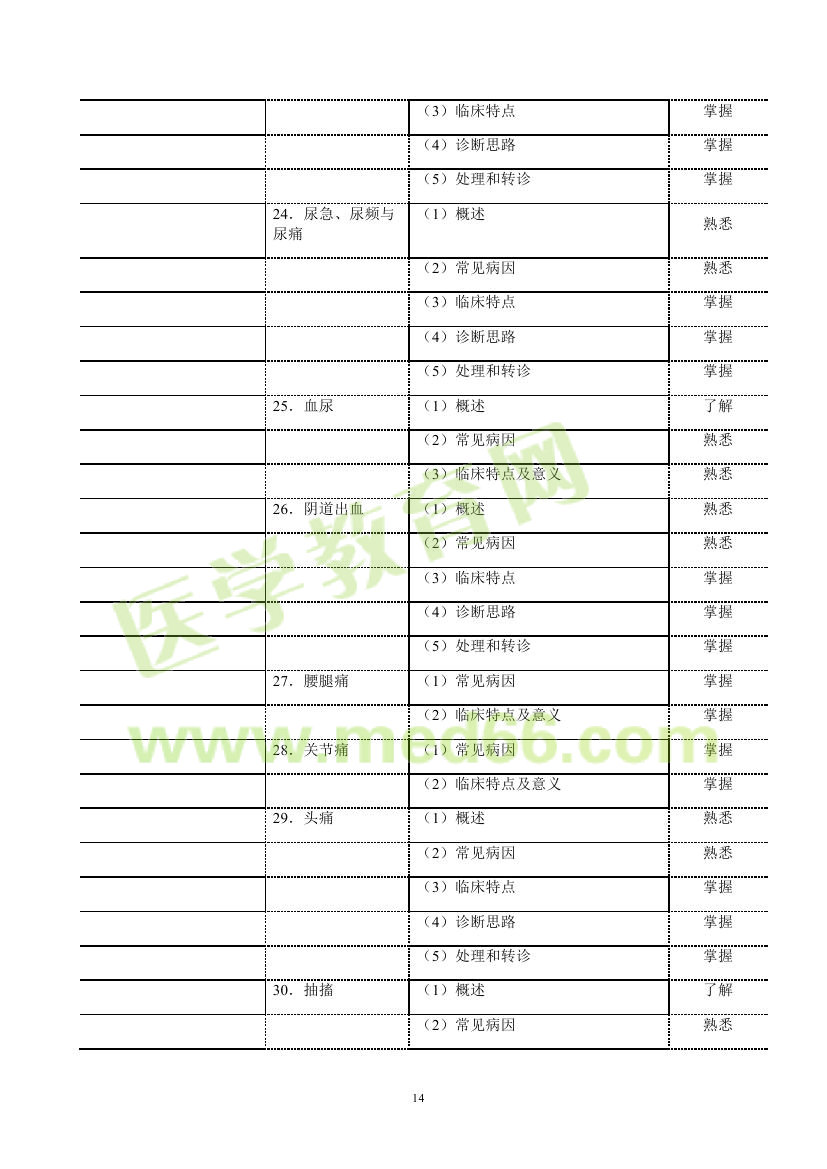 （3）临床特点 掌握
（4）诊断思路 掌握
（5）处理和转诊 掌握
24．尿急、尿频与 （1）概述 熟悉
尿痛
（2）常见病因 熟悉
（3）临床特点 掌握
（4）诊断思路 掌握
（5）处理和转诊 掌握
25．血尿 （1）概述 了解
（2）常见病因 熟悉
（3）临床特点及意义 熟悉
26．阴道出血 （1）概述 熟悉
（2）常见病因 熟悉
（3）临床特点 掌握
（4）诊断思路 掌握
（5）处理和转诊 掌握
27．腰腿痛 （1）常见病因 掌握
（2）临床特点及意义 掌握
28．关节痛 （1）常见病因 掌握
（2）临床特点及意义 掌握
29．头痛 （1）概述 熟悉
（2）常见病因 熟悉
（3）临床特点 掌握
（4）诊断思路 掌握
（5）处理和转诊 掌握
30．抽搐 （1）概述 了解
（2）常见病因 熟悉
医学教育网
www.med66.com
14